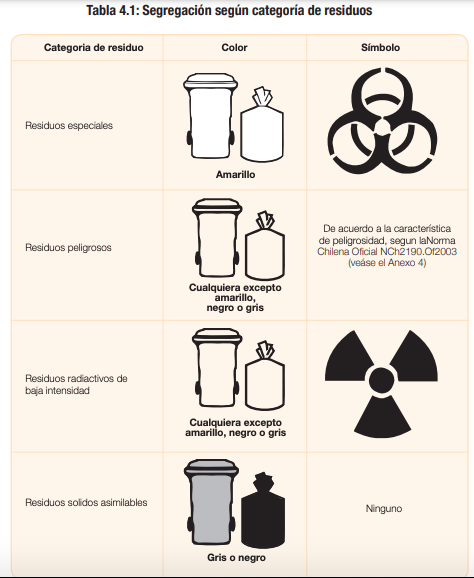 Tabla 4.1: Segregación según categoría de residuos
Categoria de residuo
Color
Símbolo
Residuos especiales
Amarillo
Residuos peligrosos
Cualquiera excepto
amarillo,
negro o gris
De acuerdo a la característica
de peligrosidad, segun laNorma
Chilena Oficial NCh2190.Of2003
(veáse el Anexo 4)
Residuos radiactivos de
baja intensidad
Cualquiera excepto
amarillo, negro o gris
Residuos solidos asimilables
Gris o negro
Ninguno